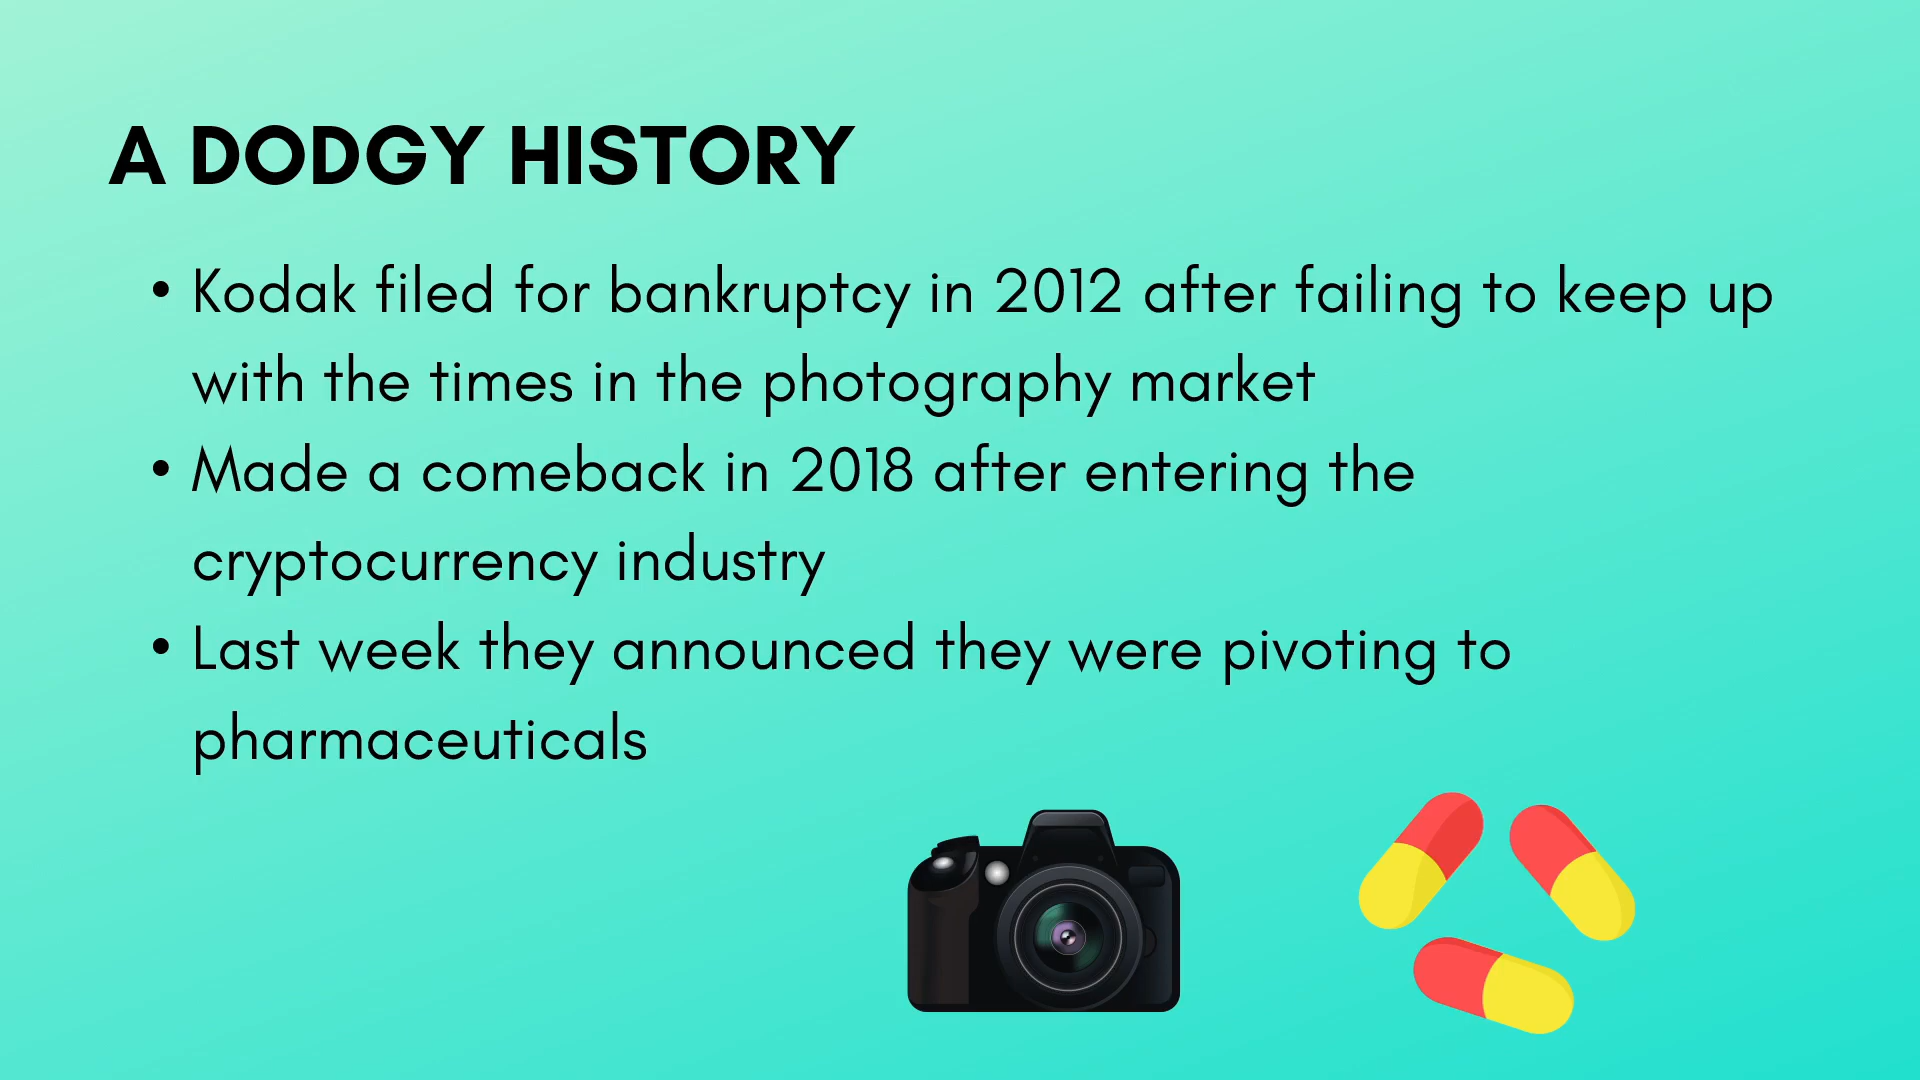 A DODGY HISTORY
• Kodak filed for bankruptcy in 2012 after failing to keep up
with the times in the photography market
• Made a comeback in 2018 after entering the
cryptocurrency industry
• Last week they announced they were pivoting to
pharmaceuticals